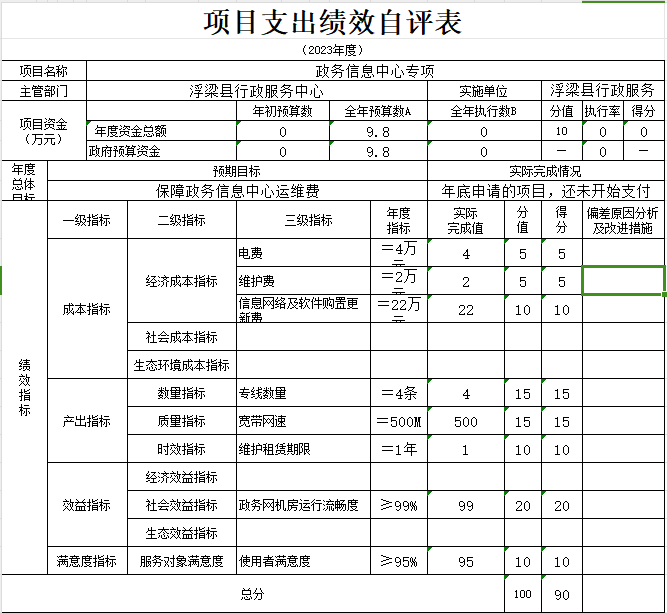 项目支出绩效自评表
（2023年度）
项目名称 政务信息中心专项
主管部门 浮梁县行政服务中心 实施单位 浮梁县行政服务
项目资金（万元） 年初预算数 全年预算数A 全年执行数B 分值 执行率 得分
年度资金总额 0 9.8 0 10 0 0
政府预算资金 0 9.8 0 — 0 —
年度总体目标 预期目标 实际完成情况
保障政务信息中心运维费 年底申请的项目，还未开始支付
绩效指标 一级指标 二级指标 三级指标 年度指标 实际完成值 分值 得分 偏差原因分析及改进措施
成本指标 经济成本指标 电费 ＝4万元 4 5 5
维护费 ＝2万元 2 5 5
信息网络及软件购置更新费 ＝22万元 22 10 10
社会成本指标
生态环境成本指标
产出指标 数量指标 专线数量 ＝4条 4 15 15
质量指标 宽带网速 ＝500M 500 15 15
时效指标 维护租赁期限 ＝1年 1 10 10
效益指标 经济效益指标
社会效益指标 政务网机房运行流畅度 ≥99% 99 20 20
生态效益指标
满意度指标 服务对象满意度 使用者满意度 ≥95% 95 10 10
总分 100 90